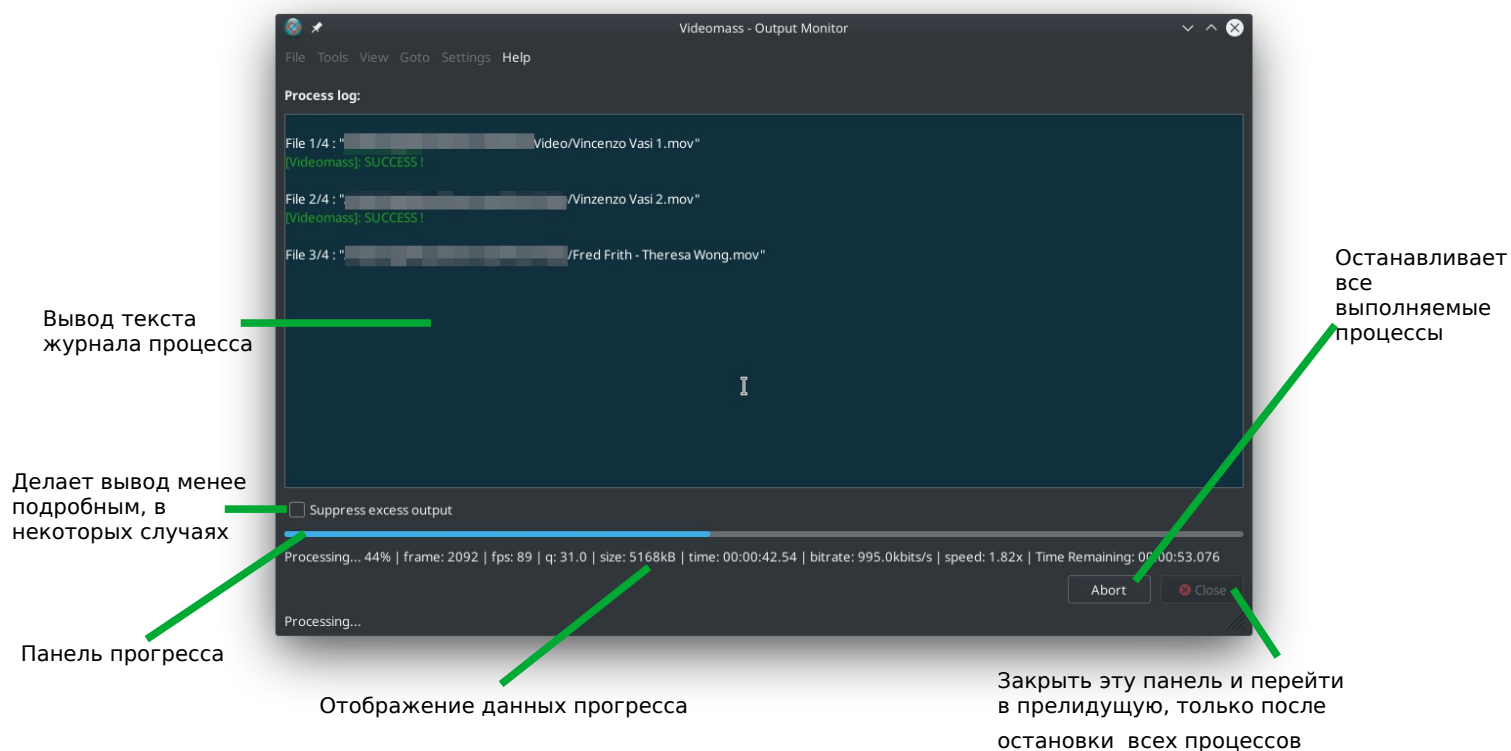 Videomass - Output Monitor
File Tools View Goto Settings Help
Process log:
File 1/4 : " Video/Vincenzo Vasi 1.mov"
[Videomass]: SUCCESS !
File 2/4 : " /Vinzenzo Vasi 2.mov"
[Videomass]: SUCCESS !
File 3/4 : " /Fred Frith - Theresa Wong.mov"
Останавливает
все
выполняемые
процессы
Вывод текста
журнала процесса
Делает вывод менее
подробным, в
некоторых случаях
Suppress excess output
Processing... 44% | frame: 2092 | fps: 89 | q: 31.0 | size: 5168kB | time: 00:00:42.54 | bitrate: 995.0kbits/s | speed: 1.82x | Time Remaining: 00:00:53.076
Abort
Close
Processing...
Панель прогресса
Отображение данных прогресса
Закрыть эту панель и перейти
в прелидущую, только после
остановки всех процессов